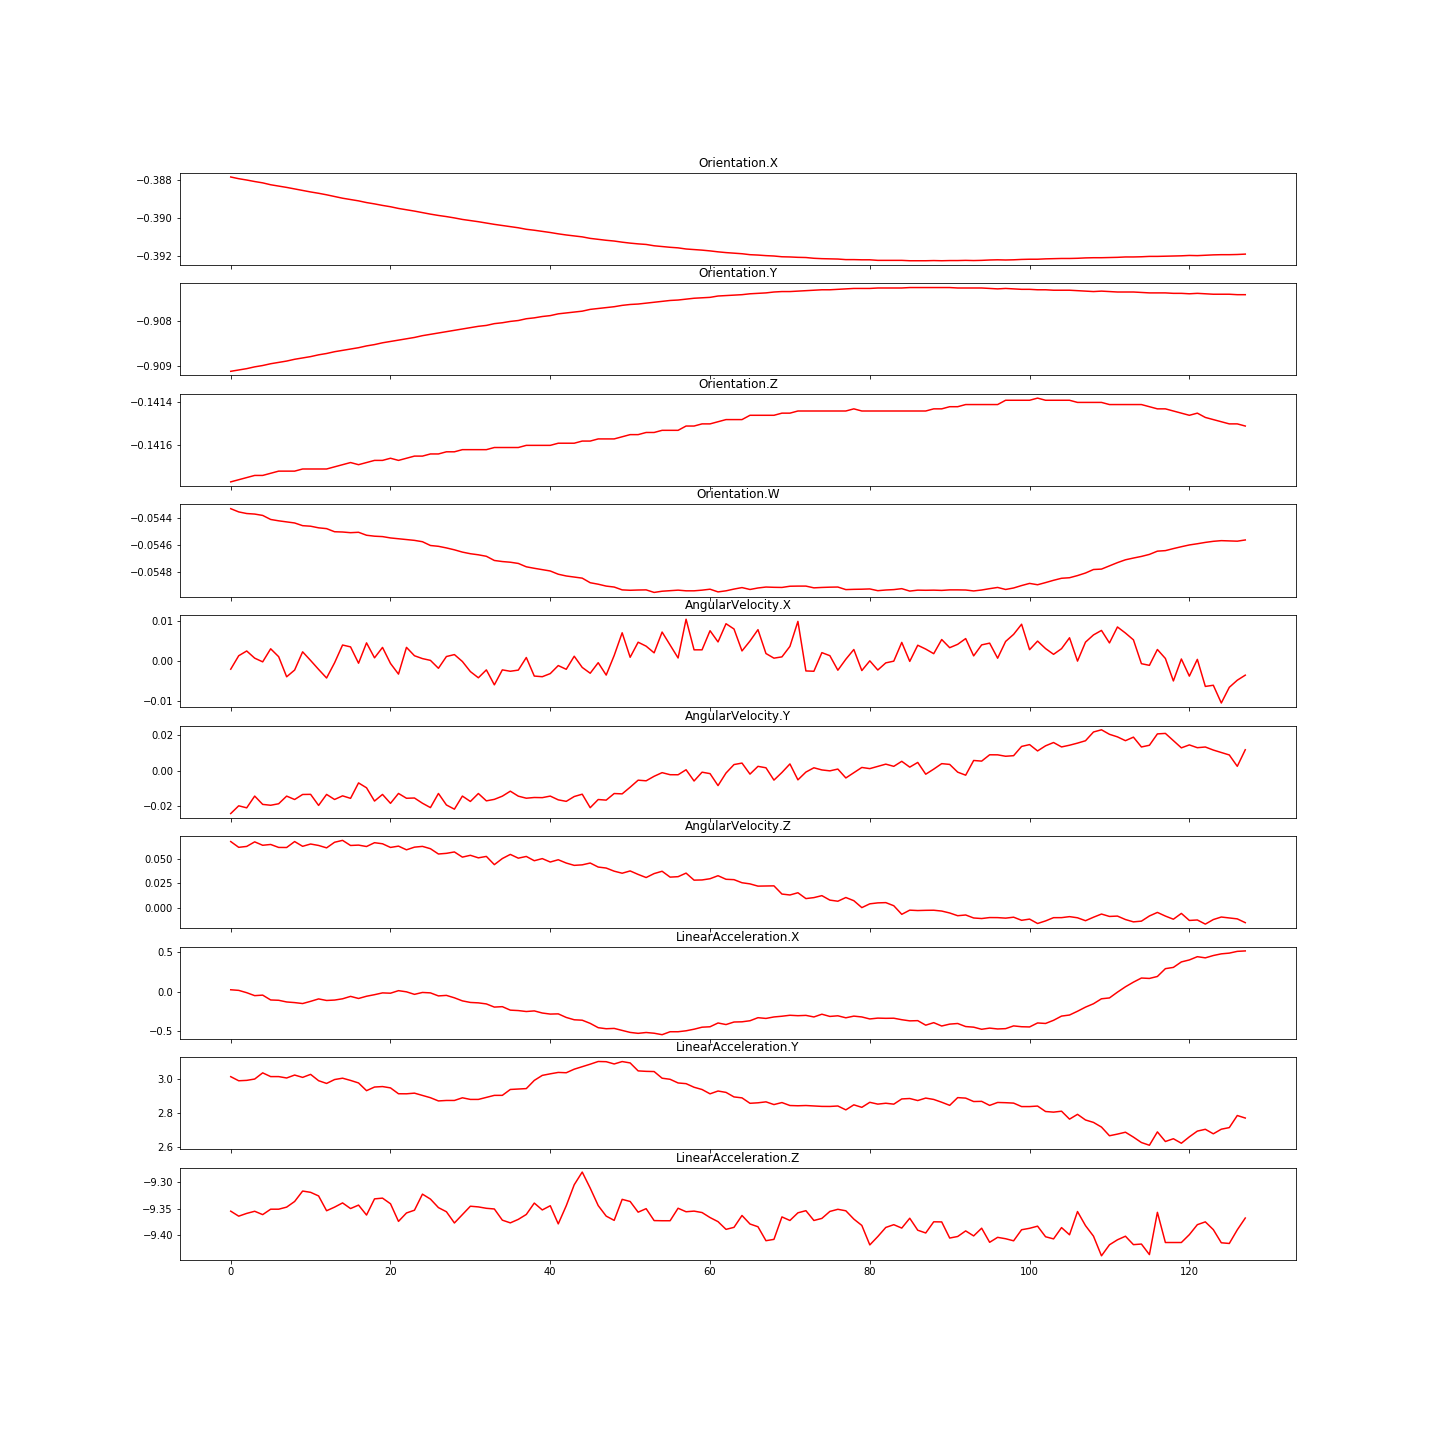 Orientation.X
−0.388
−0.390
−0.392
Orientation.Y
−0.908
−0.909
Orientation.Z
−0.1414
−0.1416
Orientation.W
−0.0544
−0.0546
−0.0548
AngularVelocity.X
0.01
0.00
−0.01
AngularVelocity.Y
0.02
0.00
−0.02
AngularVelocity.Z
0.050
0.025
0.000
LinearAcceleration.X
0.5
0.0
−0.5
LinearAcceleration.Y
3.0
2.8
2.6
LinearAcceleration.Z
−9.30
−9.35
−9.40
0 20 40 60 80 100 120